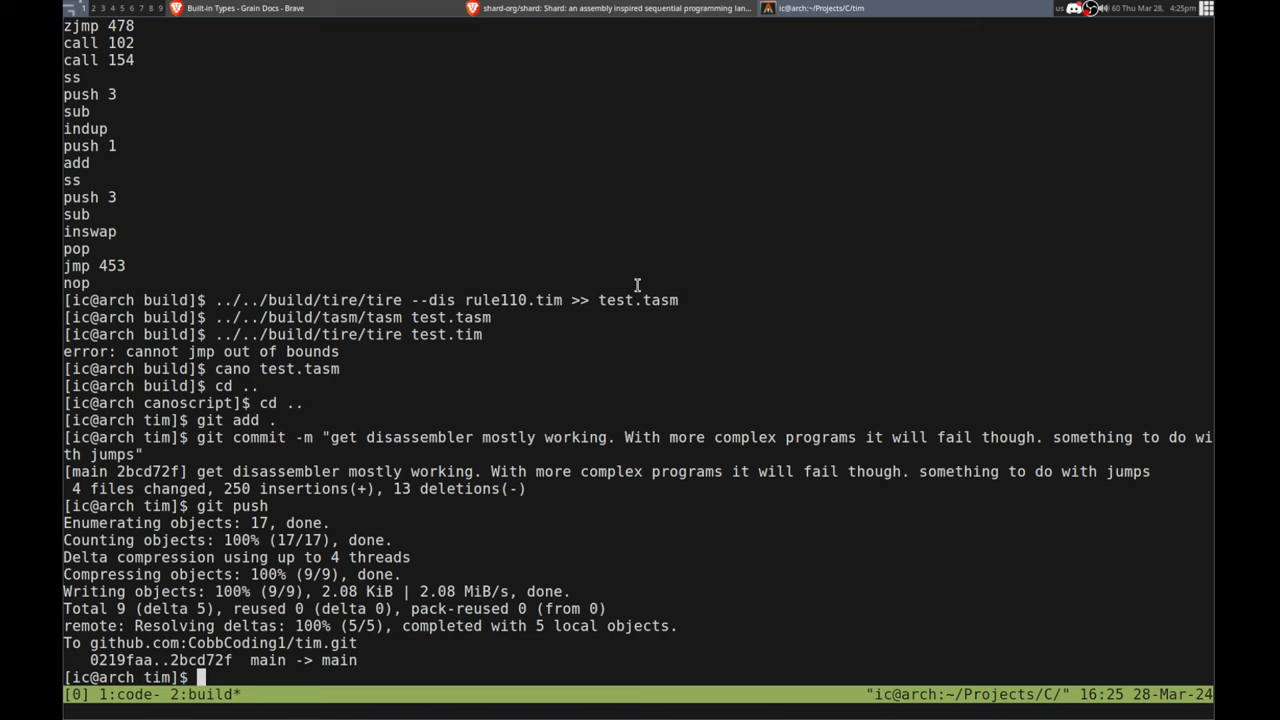 1 2 3 4 5 6 7 8 9 Built-in Types - Grain Docs - Brave shard-org/shard: Shard: an assembly inspired sequential programming lan... ic@arch:~/Projects/C/tim us 60 Thu Mar 28, 4:25pm
zjmp 478
call 102
call 154
ss
push 3
sub
indup
push 1
add
ss
push 3
sub
inswap
pop
jmp 453
nop
[ic@arch build]$ ../../build/tire/tire --dis rule110.tim >> test.tasm
[ic@arch build]$ ../../build/tasm/tasm test.tasm
[ic@arch build]$ ../../build/tire/tire test.tim
error: cannot jmp out of bounds
[ic@arch build]$ cano test.tasm
[ic@arch build]$ cd ..
[ic@arch canoscript]$ cd ..
[ic@arch tim]$ git add .
[ic@arch tim]$ git commit -m "get disassembler mostly working. With more complex programs it will fail though. something to do wi
th jumps"
[main 2bcd72f] get disassembler mostly working. With more complex programs it will fail though. something to do with jumps
 4 files changed, 250 insertions(+), 13 deletions(-)
[ic@arch tim]$ git push
Enumerating objects: 17, done.
Counting objects: 100% (17/17), done.
Delta compression using up to 4 threads
Compressing objects: 100% (9/9), done.
Writing objects: 100% (9/9), 2.08 KiB | 2.08 MiB/s, done.
Total 9 (delta 5), reused 0 (delta 0), pack-reused 0 (from 0)
remote: Resolving deltas: 100% (5/5), completed with 5 local objects.
To github.com:CobbCoding1/tim.git
   0219faa..2bcd72f  main -> main
[ic@arch tim]$
[0] 1:code- 2:build* "ic@arch:~/Projects/C/" 16:25 28-Mar-24